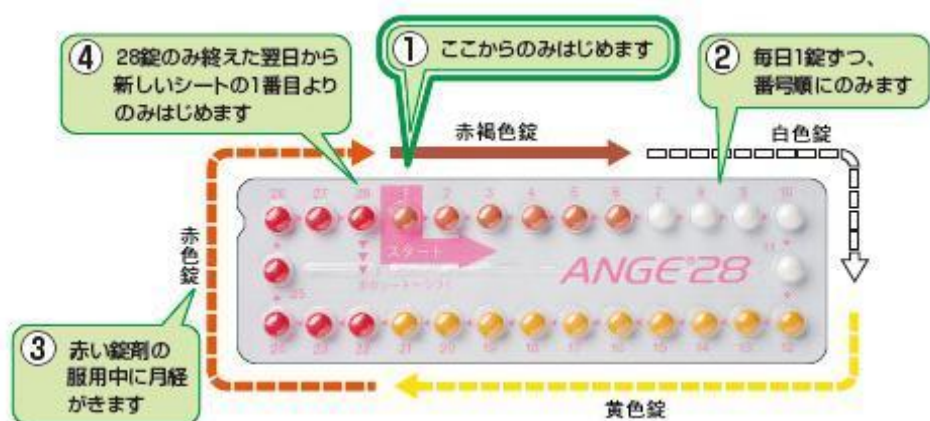 ④ 28錠のみ終えた翌日から
新しいシートの1番目より
のみはじめます
① ここからのみはじめます
② 毎日1錠ずつ、
番号順にのみます
赤褐色錠
白色錠
26 27 28 2 3 4 5 6 7 8 9 10
スタート
ANGE 28
11
25
赤色錠
24 23 22 21 20 19 18 17 16 15 14 13 12
③ 赤い錠剤の
服用中に月経
がきます
黄色錠